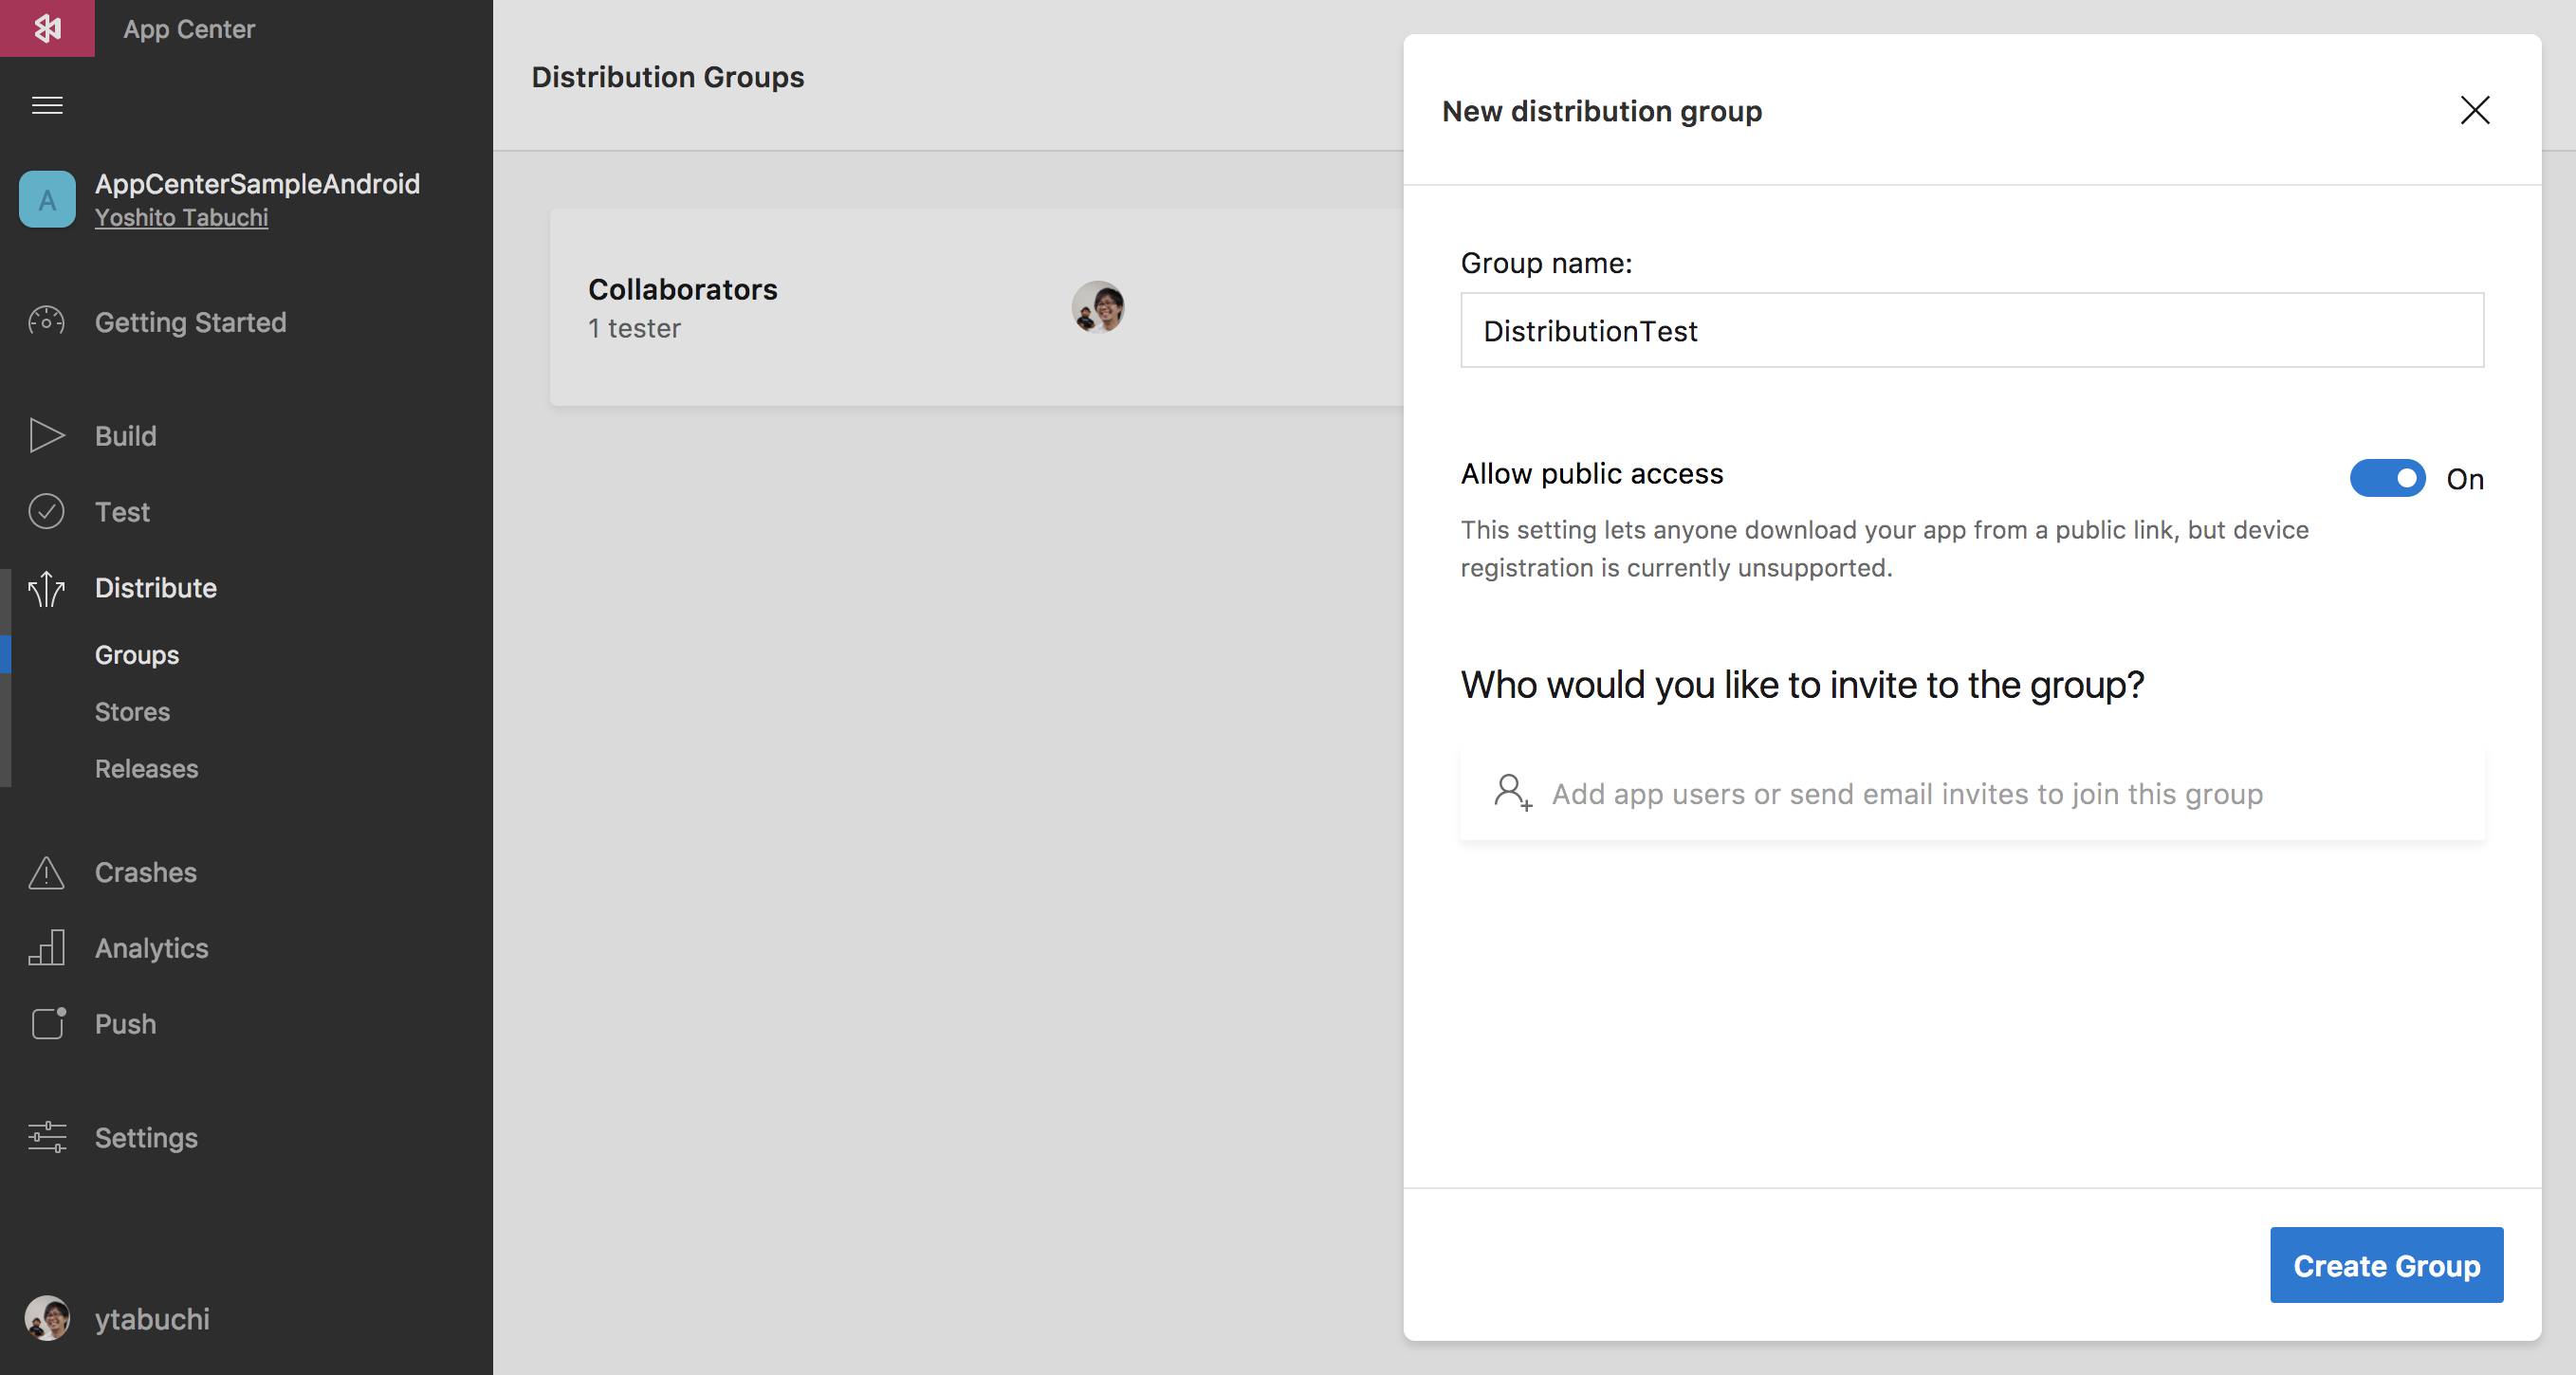 App Center
AppCenterSampleAndroid
Yoshito Tabuchi
A
Getting Started
Build
Test
Distribute
Groups
Stores
Releases
Crashes
Analytics
Push
Settings
ytabuchi
Distribution Groups
Collaborators
1 tester
New distribution group
Group name:
DistributionTest
Allow public access
On
This setting lets anyone download your app from a public link, but device
registration is currently unsupported.
Who would you like to invite to the group?
Add app users or send email invites to join this group
Create Group